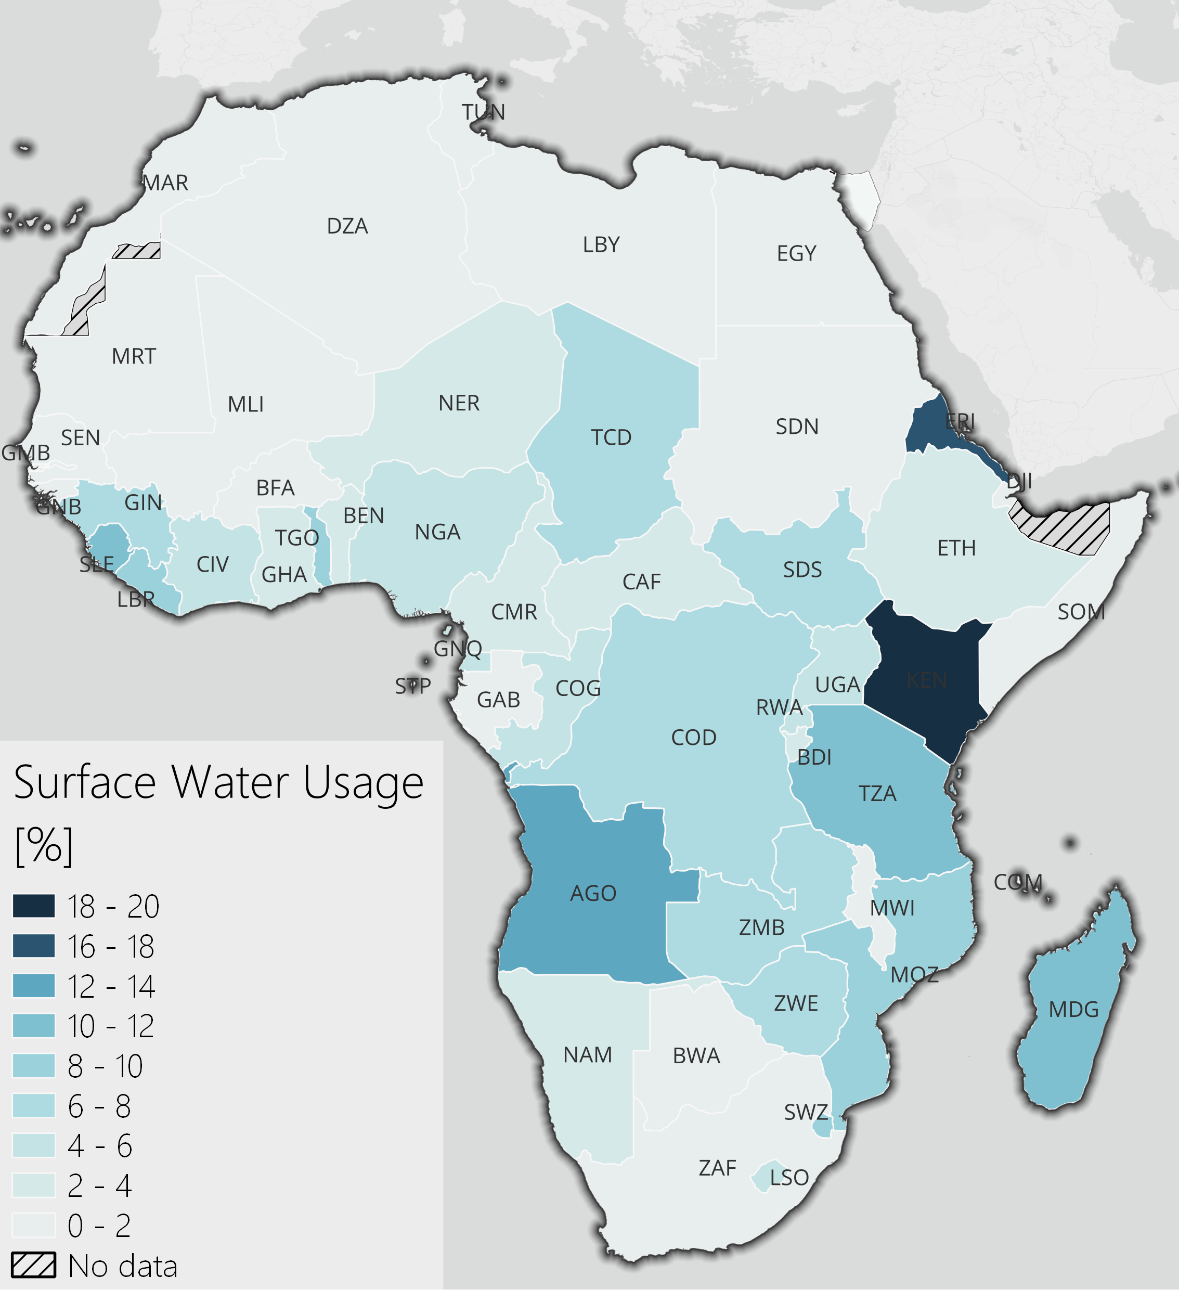 TUN
MAR
DZA
LBY
EGY
MRT
MLI
NER
TCD
SDN
ERI
SEN
GMB
DJI
BFA
GIN
GNB
BEN
NGA
TGO
CIV
GHA
SLE
LBR
ETH
CAF
SDS
CMR
SOM
GNQ
STP
GAB
COG
UGA
KEN
RWA
COD
BDI
TZA
AGO
COM
MWI
ZMB
MOZ
ZWE
MDG
NAM
BWA
SWZ
ZAF
LSO
Surface Water Usage
[%]
18 - 20
16 - 18
12 - 14
10 - 12
8 - 10
6 - 8
4 - 6
2 - 4
0 - 2
No data